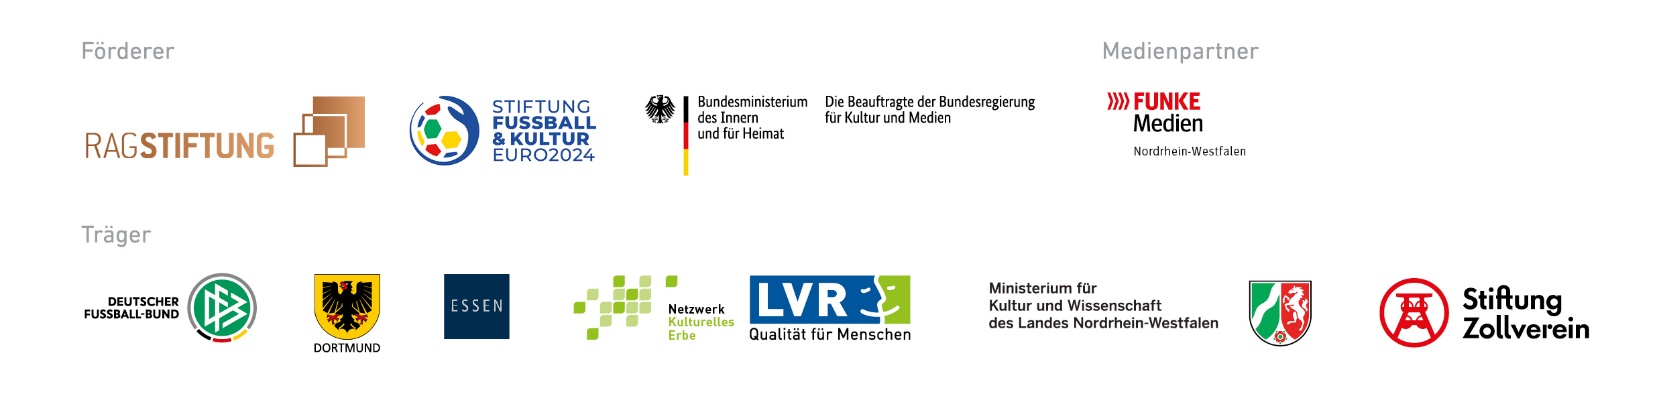 Förderer
RAGSTIFTUNG
STIFTUNG
FUSSBALL
& KULTUR
EURO2024
Bundesministerium
des Innern
und für Heimat
Die Beauftragte der Bundesregierung
für Kultur und Medien
Medienpartner
FUNKE
Medien
Nordrhein-Westfalen
Träger
DEUTSCHER
FUSSBALL-BUND
DFB
DORTMUND
ESSEN
Netzwerk
Kulturelles
Erbe
LVR
Qualität für Menschen
Ministerium für
Kultur und Wissenschaft
des Landes Nordrhein-Westfalen
Stiftung
Zollverein